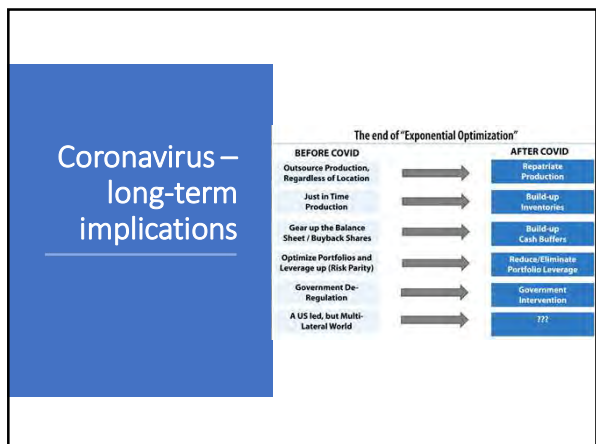 Coronavirus –
long-term
implications
The end of "Exponential Optimization"
BEFORE COVID
AFTER COVID
Outsource Production,
Regardless of Location
Repatriate
Production
Just in Time
Production
Build-up
Inventories
Gear up the Balance
Sheet / Buyback Shares
Build-up
Cash Buffers
Optimize Portfolios and
Leverage up (Risk Parity)
Reduce/Eliminate
Portfolio Leverage
Government De-
Regulation
Government
Intervention
A US led, but Multi-
Lateral World
???